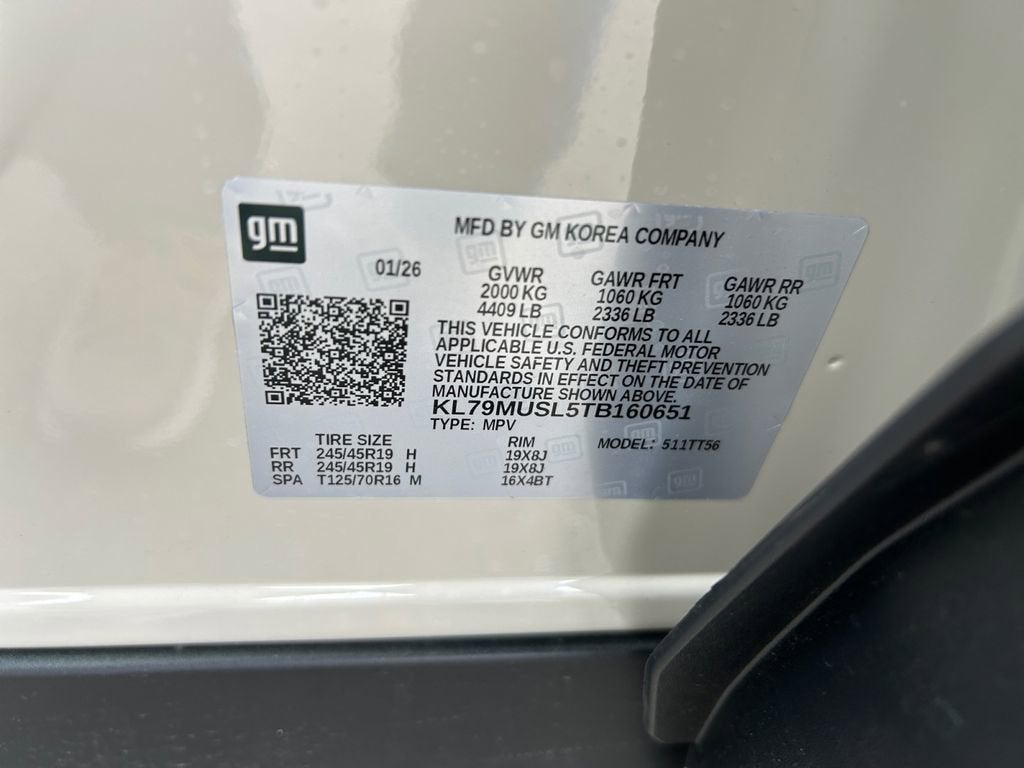 gm
MFD BY GM KOREA COMPANY
01/26
GVWR GAWR FRT GAWR RR
2000 KG 1060 KG 1060 KG
4409 LB 2336 LB 2336 LB
THIS VEHICLE CONFORMS TO ALL
APPLICABLE U.S. FEDERAL MOTOR
VEHICLE SAFETY AND THEFT PREVENTION
STANDARDS IN EFFECT ON THE DATE OF
MANUFACTURE SHOWN ABOVE.
KL79MUSL5TB160651
TYPE: MPV
TIRE SIZE RIM MODEL: 511TT56
FRT 245/45R19 H 19X8J
RR 245/45R19 H 19X8J
SPA T125/70R16 M 16X4BT